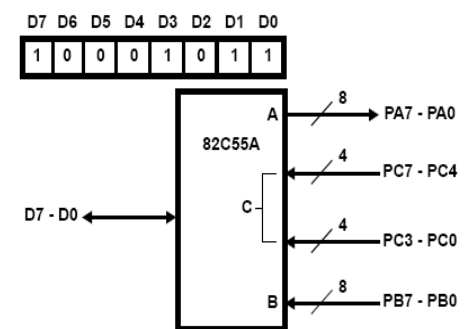 D7 D6 D5 D4 D3 D2 D1 D0
1 0 0 0 1 0 1 1
A 8 PA7 - PA0
82C55A
4 PC7 - PC4
C
D7 - D0
4 PC3 - PC0
B 8 PB7 - PB0